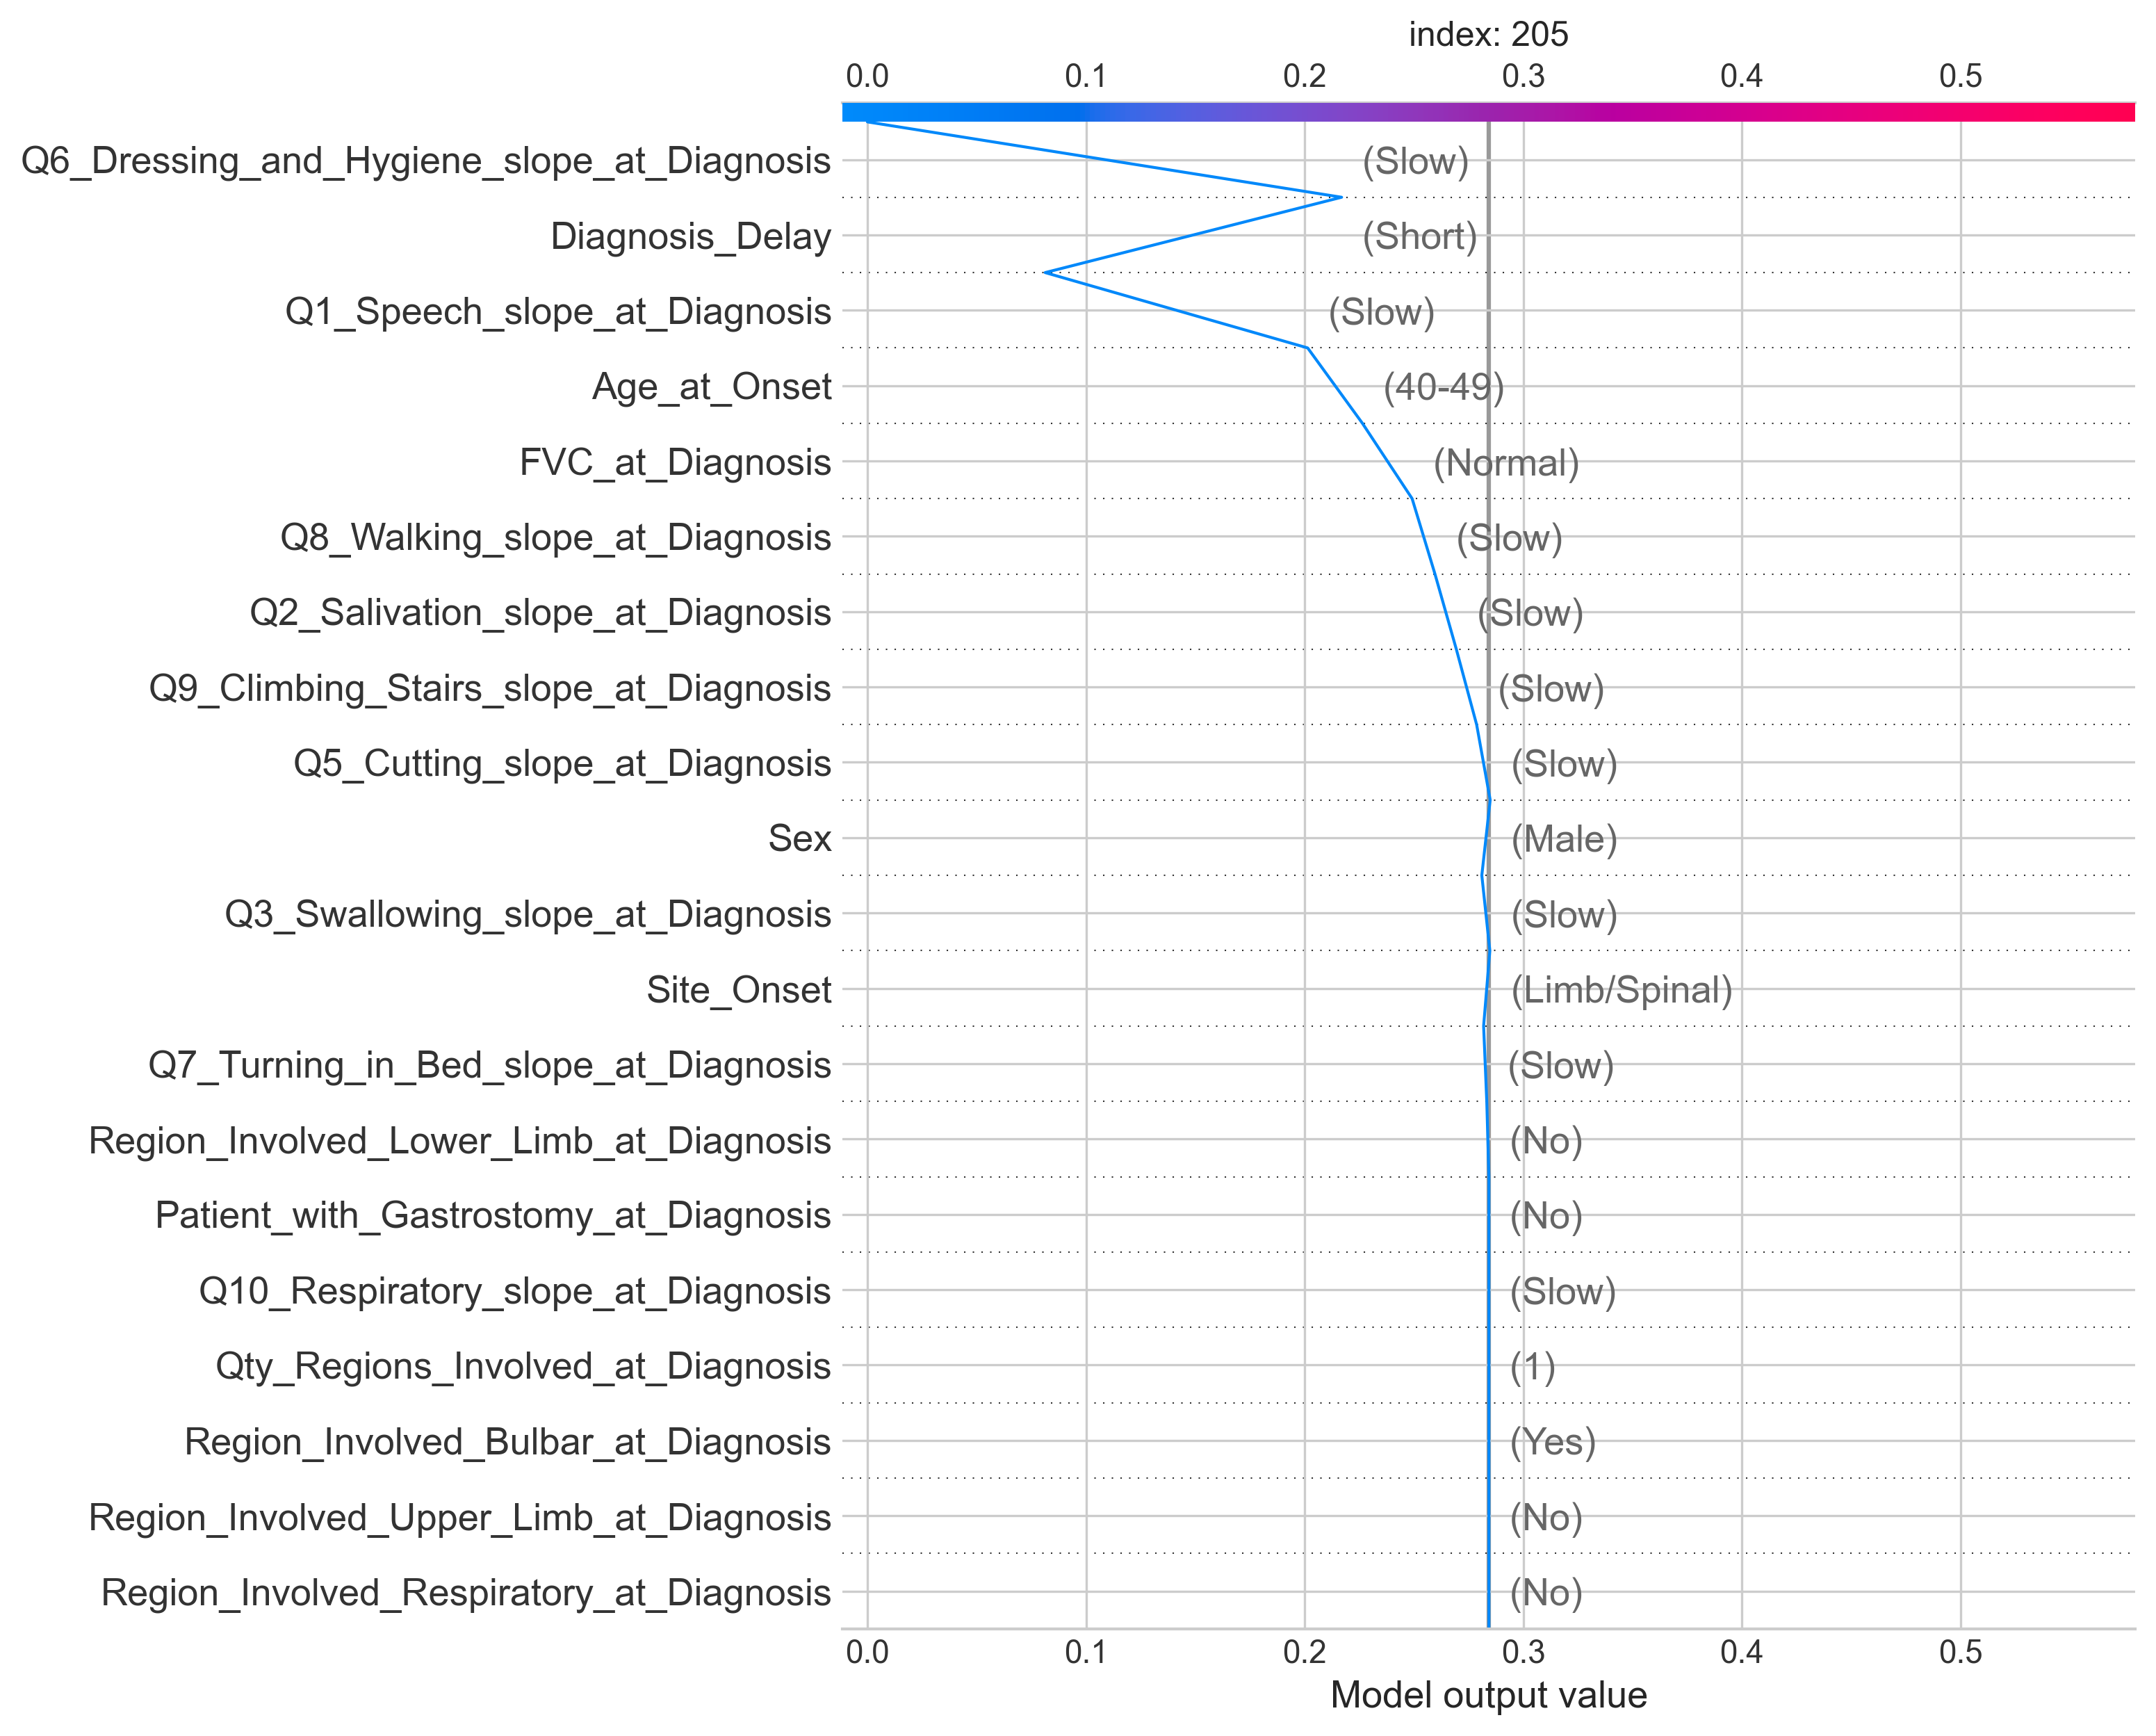 index: 205
0.0 0.1 0.2 0.3 0.4 0.5
Q6_Dressing_and_Hygiene_slope_at_Diagnosis (Slow)
Diagnosis_Delay (Short)
Q1_Speech_slope_at_Diagnosis (Slow)
Age_at_Onset (40-49)
FVC_at_Diagnosis (Normal)
Q8_Walking_slope_at_Diagnosis (Slow)
Q2_Salivation_slope_at_Diagnosis (Slow)
Q9_Climbing_Stairs_slope_at_Diagnosis (Slow)
Q5_Cutting_slope_at_Diagnosis (Slow)
Sex (Male)
Q3_Swallowing_slope_at_Diagnosis (Slow)
Site_Onset (Limb/Spinal)
Q7_Turning_in_Bed_slope_at_Diagnosis (Slow)
Region_Involved_Lower_Limb_at_Diagnosis (No)
Patient_with_Gastrostomy_at_Diagnosis (No)
Q10_Respiratory_slope_at_Diagnosis (Slow)
Qty_Regions_Involved_at_Diagnosis (1)
Region_Involved_Bulbar_at_Diagnosis (Yes)
Region_Involved_Upper_Limb_at_Diagnosis (No)
Region_Involved_Respiratory_at_Diagnosis (No)
0.0 0.1 0.2 0.3 0.4 0.5
Model output value